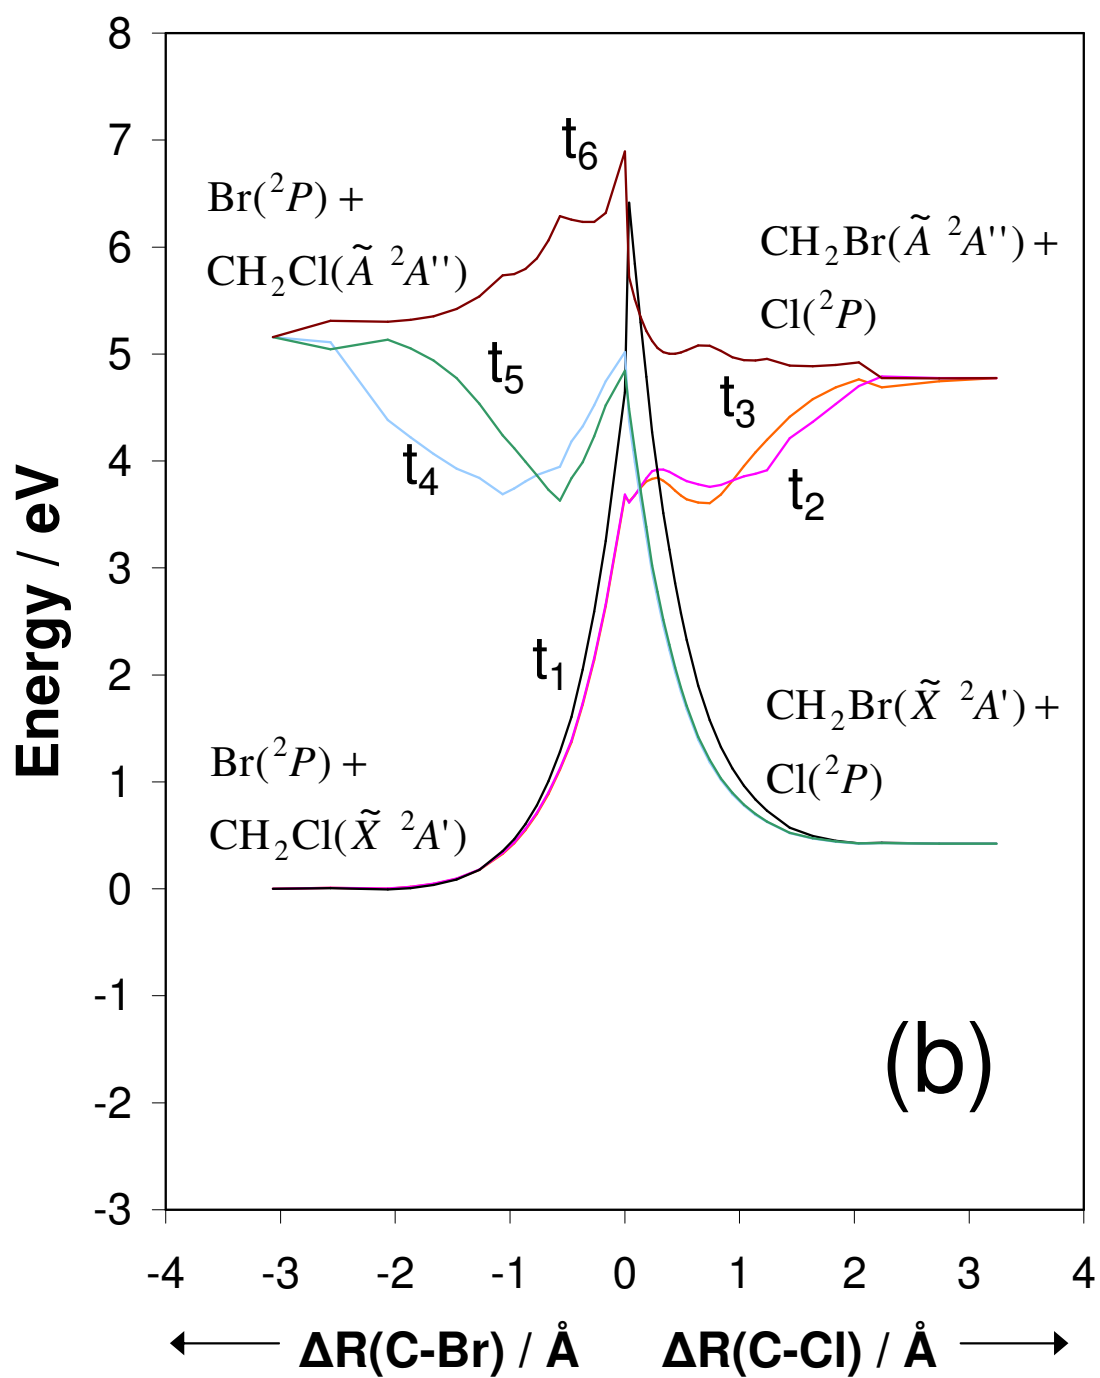 8
7
6
5
4
3
2
1
0
-1
-2
-3
Energy / eV
t₆
Br(²P) +
CH₂Cl(Ã ²A'')
CH₂Br(Ã ²A'') +
Cl(²P)
t₅
t₃
t₄
t₂
t₁
CH₂Br(X̃ ²A') +
Cl(²P)
Br(²P) +
CH₂Cl(X̃ ²A')
(b)
-4 -3 -2 -1 0 1 2 3 4
ΔR(C-Br) / Å ΔR(C-Cl) / Å